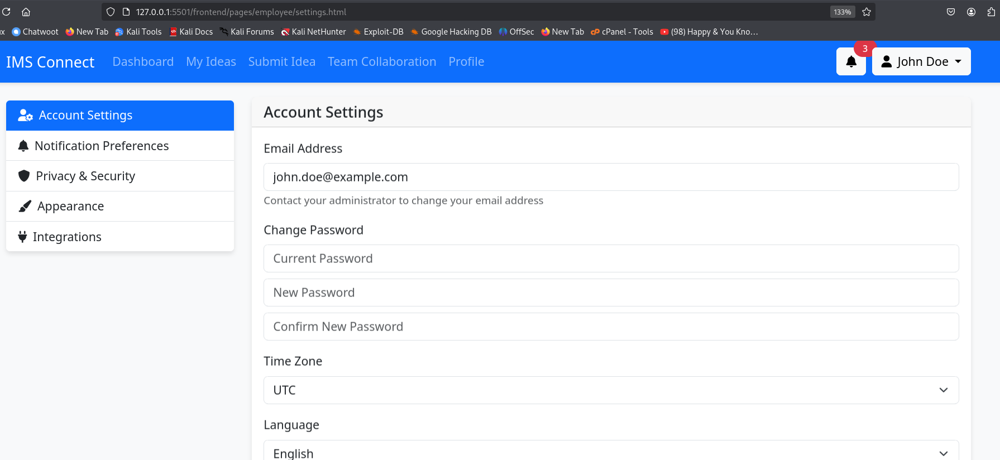 127.0.0.1:5501/frontend/pages/employee/settings.html 133%
x Chatwoot New Tab Kali Tools Kali Docs Kali Forums Kali NetHunter Exploit-DB Google Hacking DB OffSec New Tab cPanel - Tools (98) Happy & You Kno…
IMS Connect Dashboard My Ideas Submit Idea Team Collaboration Profile 3 John Doe
Account Settings
Notification Preferences
Privacy & Security
Appearance
Integrations
Account Settings
Email Address
john.doe@example.com
Contact your administrator to change your email address
Change Password
Current Password
New Password
Confirm New Password
Time Zone
UTC
Language
English